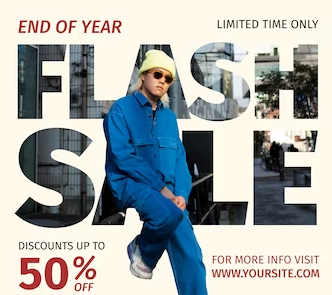 END OF YEAR
LIMITED TIME ONLY
FLASH
SALE
DISCOUNTS UP TO
50% OFF
FOR MORE INFO VISIT
WWW.YOURSITE.COM